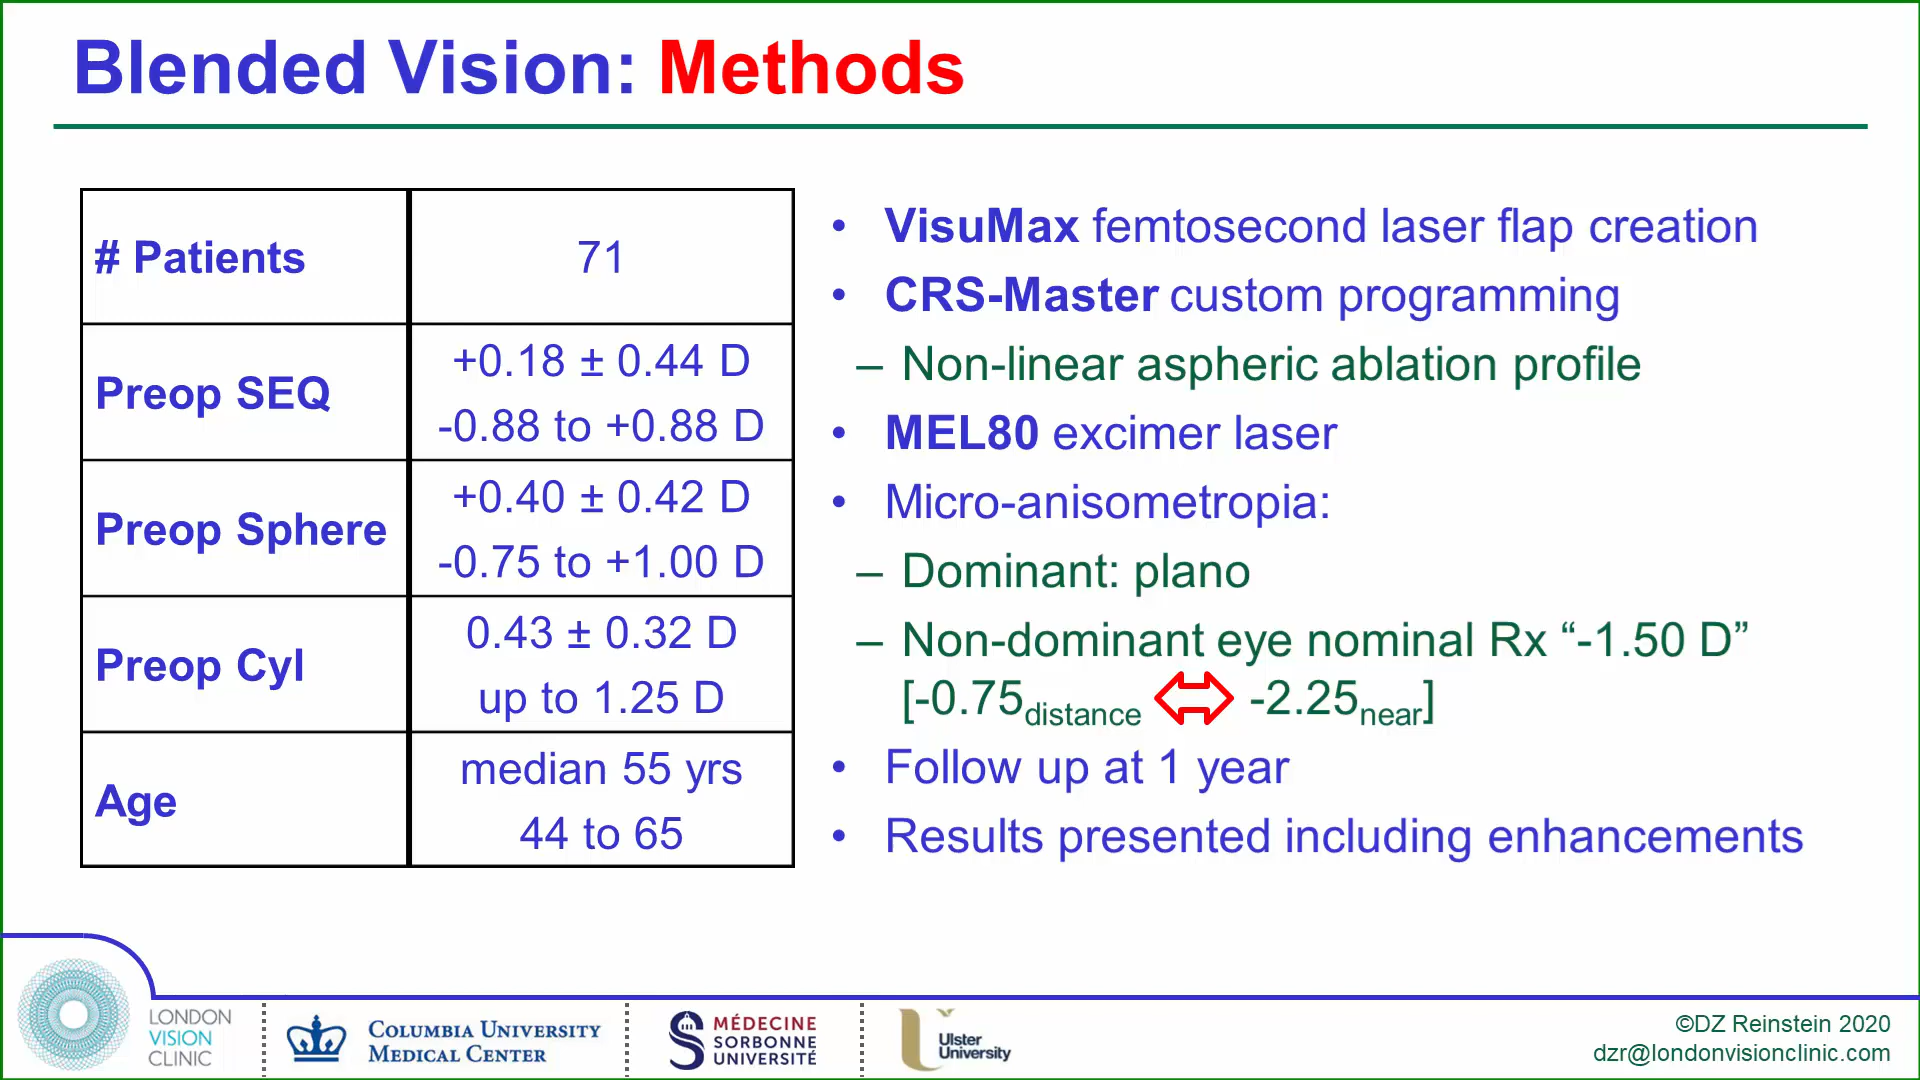 Blended Vision: Methods
# Patients
71
Preop SEQ
+0.18 ± 0.44 D
-0.88 to +0.88 D
Preop Sphere
+0.40 ± 0.42 D
-0.75 to +1.00 D
Preop Cyl
0.43 ± 0.32 D
up to 1.25 D
Age
median 55 yrs
44 to 65
• VisuMax femtosecond laser flap creation
• CRS-Master custom programming
– Non-linear aspheric ablation profile
• MEL80 excimer laser
• Micro-anisometropia:
– Dominant: plano
– Non-dominant eye nominal Rx “-1.50 D”
[-0.75distance ⇔ -2.25near]
• Follow up at 1 year
• Results presented including enhancements
LONDON
VISION
CLINIC
COLUMBIA UNIVERSITY
MEDICAL CENTER
MÉDECINE
SORBONNE
UNIVERSITÉ
Ulster
University
©DZ Reinstein 2020
dzr@londonvisionclinic.com